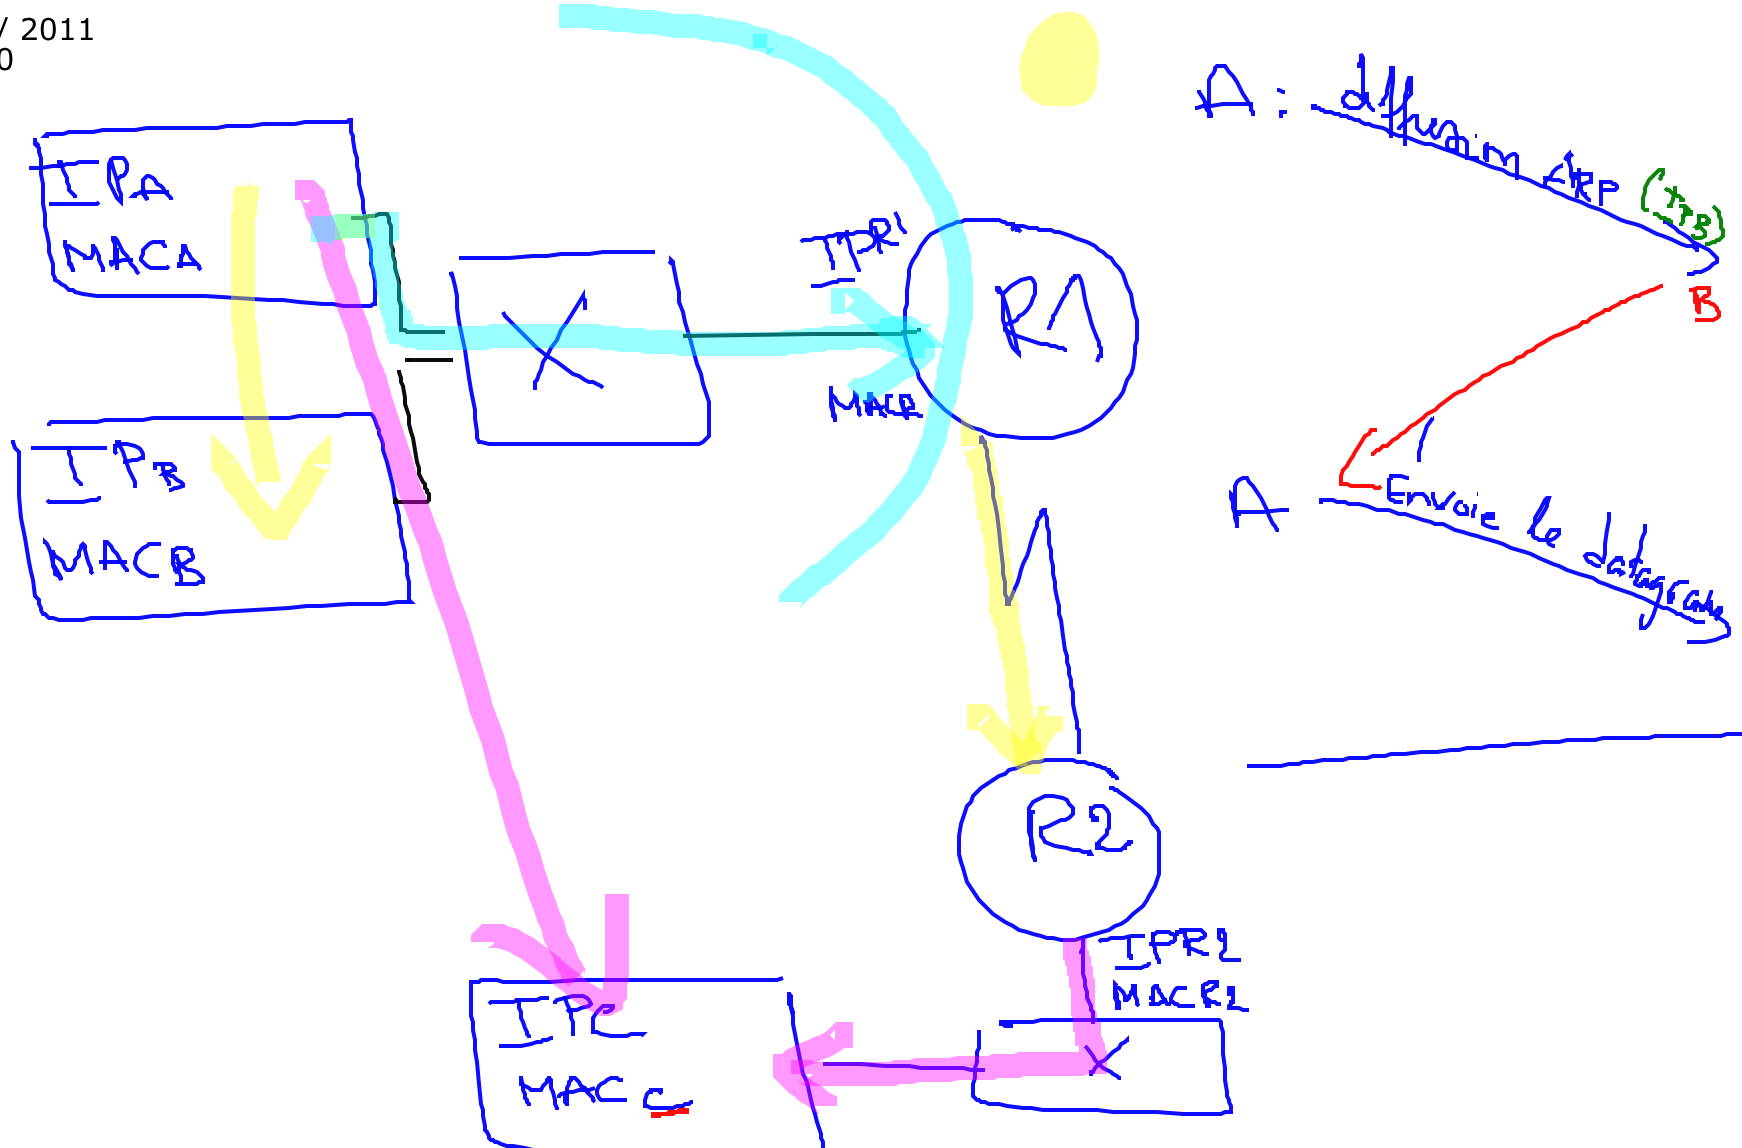 / 2011
0
IPA
MACA
X
IPR1
MACR
R1
IPB
MACB
R2
IPR2
MACR2
X
IPC
MAC C
A : diffusion ARP (IPB)
B
A Envoie le datagramme